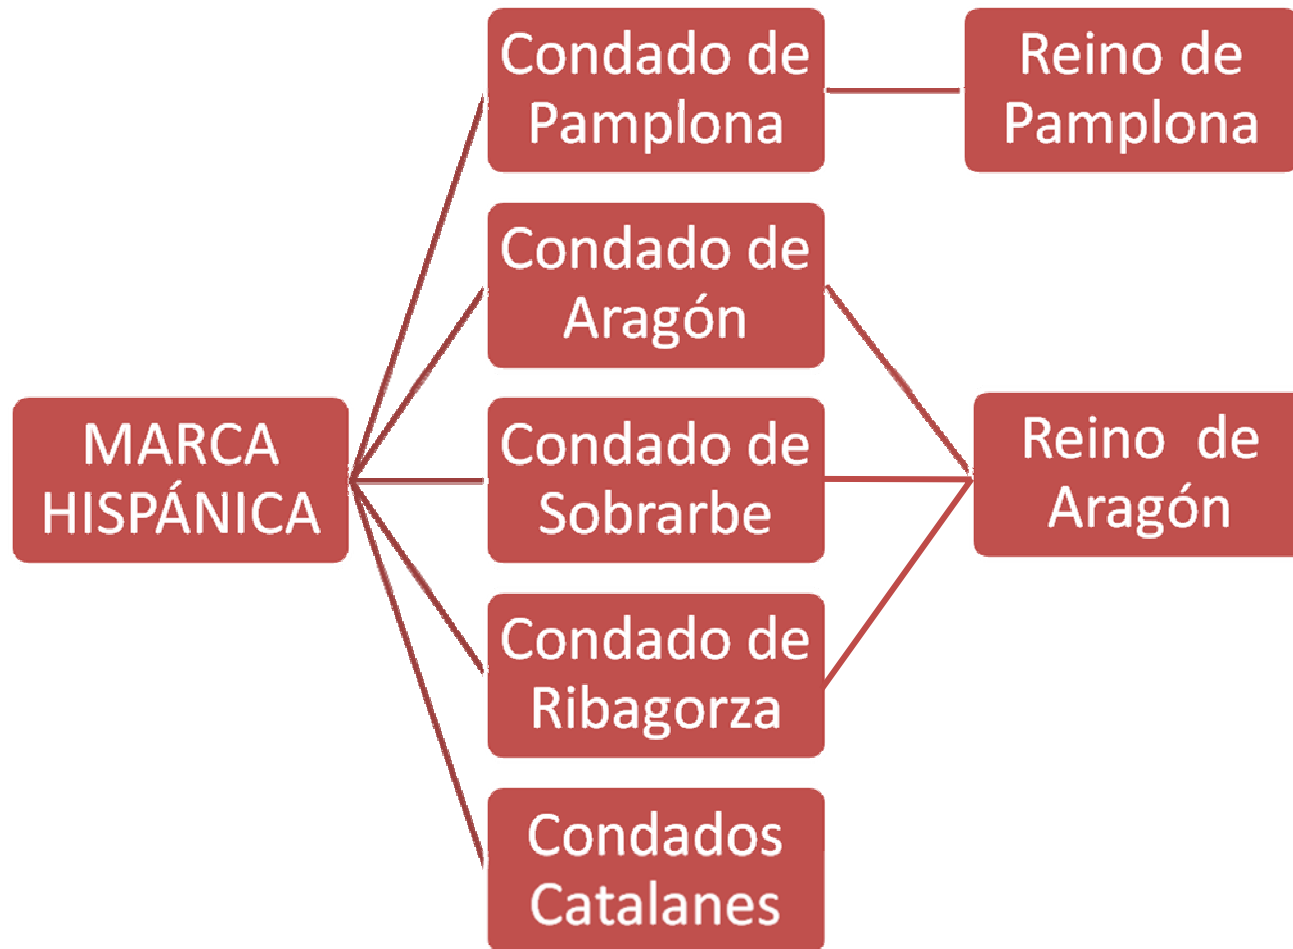 MARCA
HISPÁNICA
Condado de
Pamplona
Condado de
Aragón
Condado de
Sobrarbe
Condado de
Ribagorza
Condados
Catalanes
Reino de
Pamplona
Reino de
Aragón